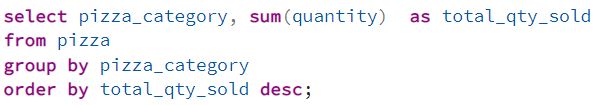 select pizza_category, sum(quantity)  as total_qty_sold
from pizza
group by pizza_category
order by total_qty_sold desc;